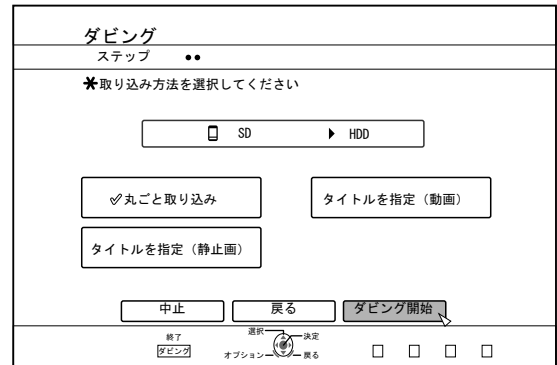 ダビング
ステップ ●●
✱取り込み方法を選択してください
SD ▶ HDD
✓丸ごと取り込み
タイトルを指定（動画）
タイトルを指定（静止画）
中止 戻る ダビング開始
終了
ダビング
選択
決定
オプション
戻る